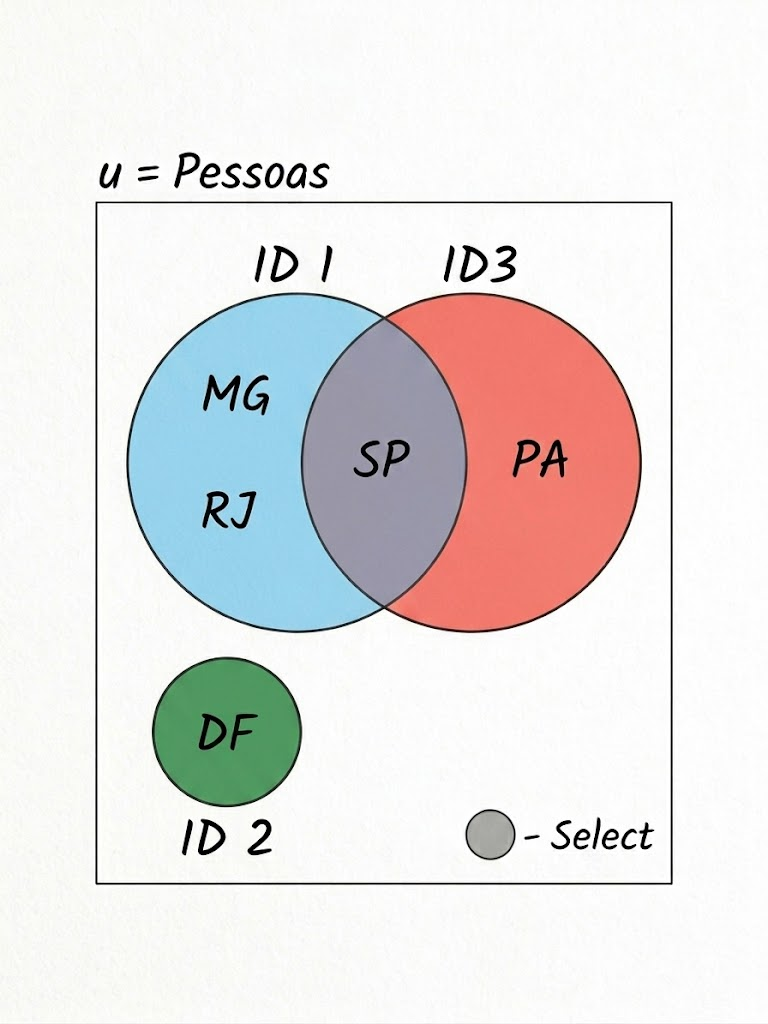 u = Pessoas
ID 1
ID3
MG
SP
PA
RJ
DF
ID 2
- Select